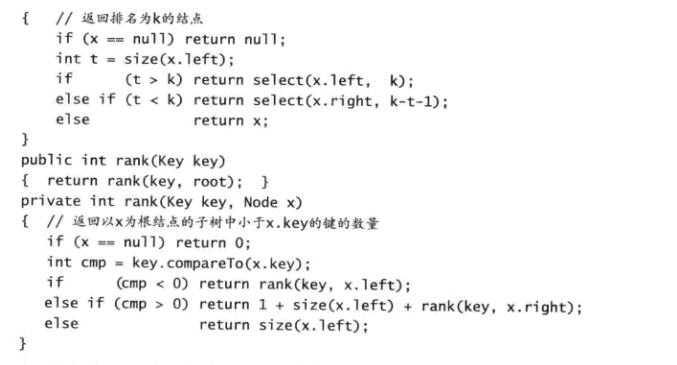 {   // 返回排名为k的结点
    if (x == null) return null;
    int t = size(x.left);
    if      (t > k) return select(x.left,  k);
    else if (t < k) return select(x.right, k-t-1);
    else            return x;
}
public int rank(Key key)
{  return rank(key, root);  }
private int rank(Key key, Node x)
{  // 返回以x为根结点的子树中小于x.key的键的数量
   if (x == null) return 0;
   int cmp = key.compareTo(x.key);
   if      (cmp < 0) return rank(key, x.left);
   else if (cmp > 0) return 1 + size(x.left) + rank(key, x.right);
   else              return size(x.left);
}